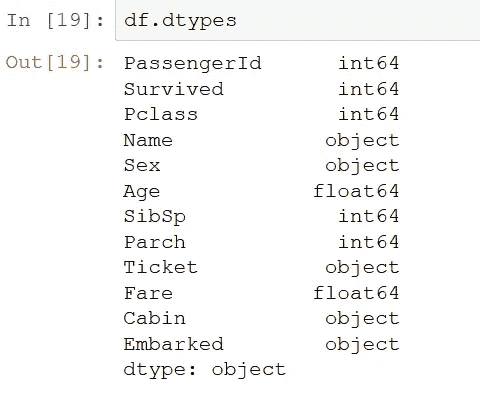 In [19]: df.dtypes
Out[19]: PassengerId int64
Survived int64
Pclass int64
Name object
Sex object
Age float64
SibSp int64
Parch int64
Ticket object
Fare float64
Cabin object
Embarked object
dtype: object